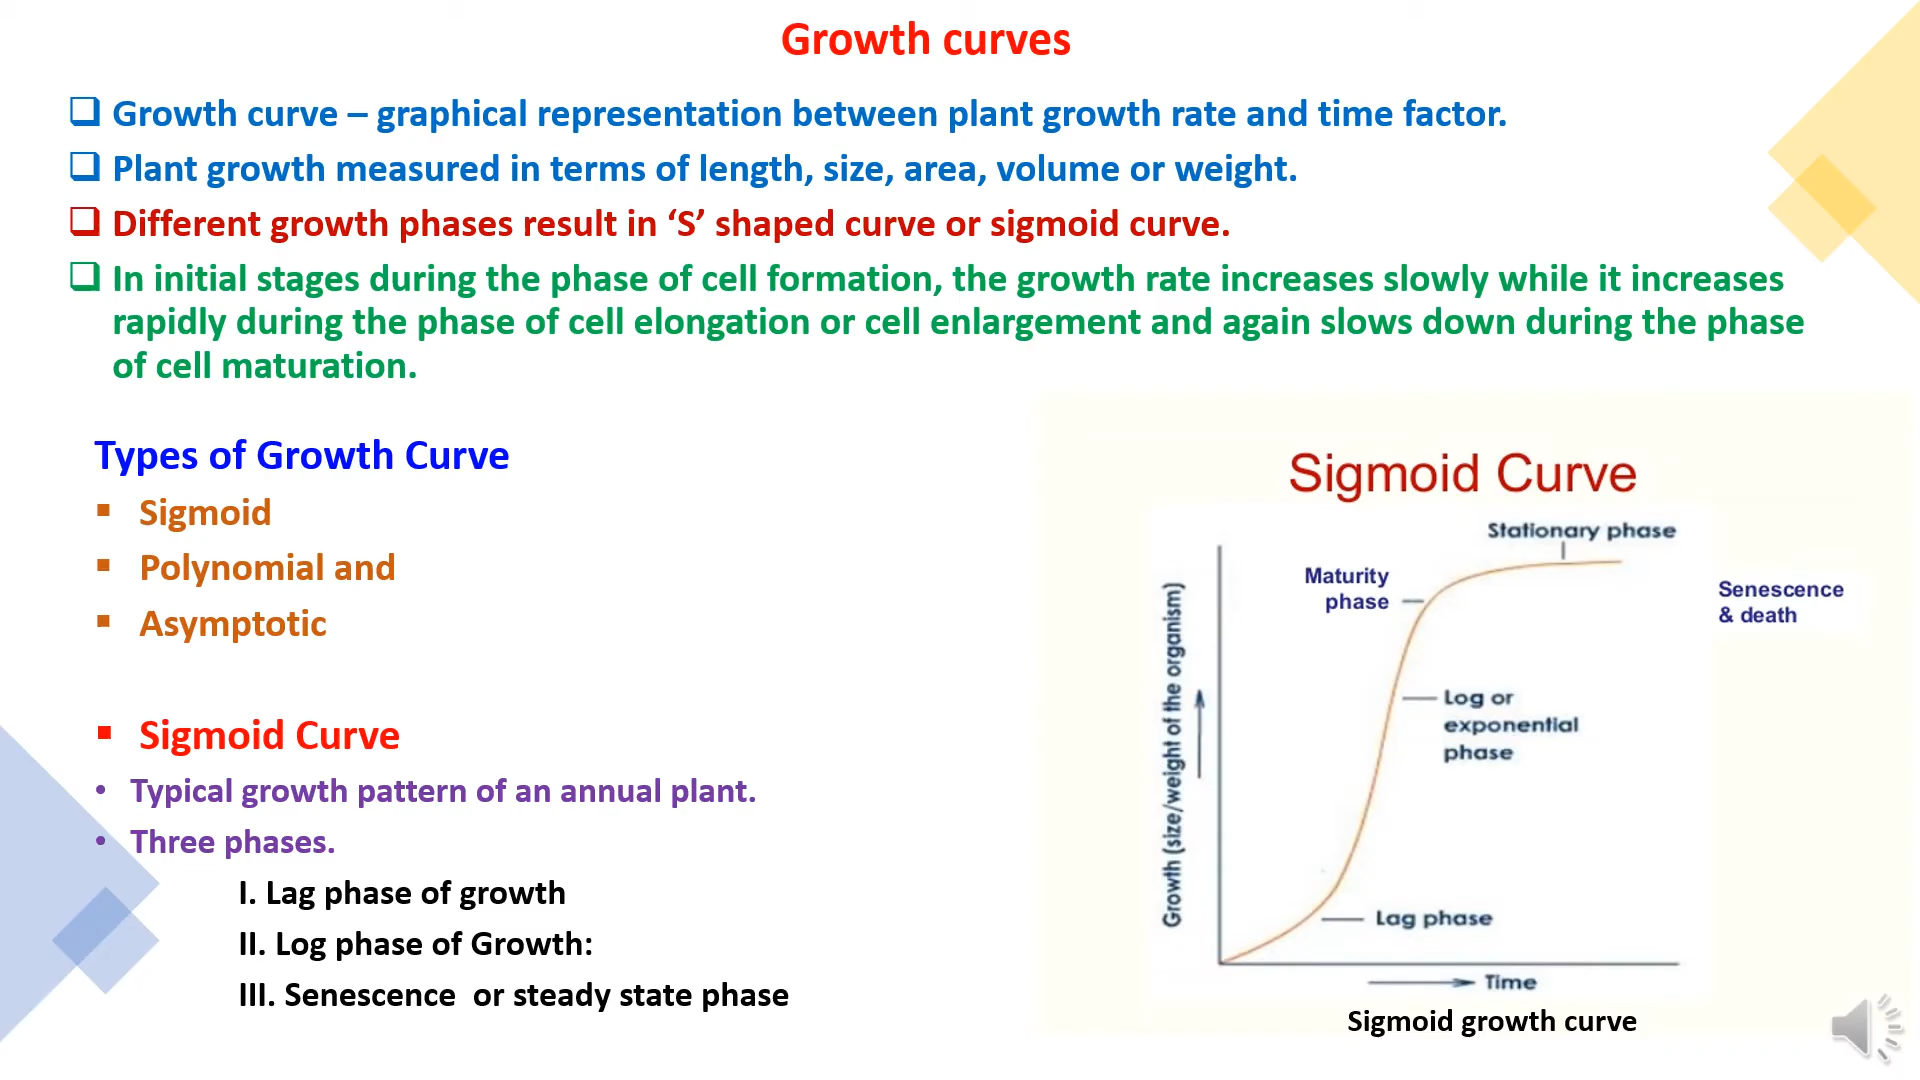 Growth curves
❑ Growth curve – graphical representation between plant growth rate and time factor.
❑ Plant growth measured in terms of length, size, area, volume or weight.
❑ Different growth phases result in ‘S’ shaped curve or sigmoid curve.
❑ In initial stages during the phase of cell formation, the growth rate increases slowly while it increases
rapidly during the phase of cell elongation or cell enlargement and again slows down during the phase
of cell maturation.
Types of Growth Curve
▪ Sigmoid
▪ Polynomial and
▪ Asymptotic
▪ Sigmoid Curve
• Typical growth pattern of an annual plant.
• Three phases.
I. Lag phase of growth
II. Log phase of Growth:
III. Senescence or steady state phase
Sigmoid Curve
Stationary phase
Maturity
phase
Senescence
& death
Growth (size/weight of the organism)
Log or
exponential
phase
Lag phase
Time
Sigmoid growth curve